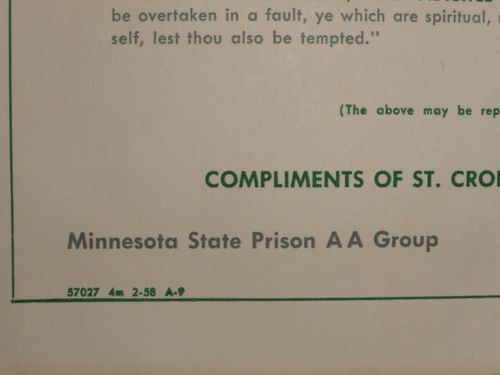 be overtaken in a fault, ye which are spiritual,
self, lest thou also be tempted."
(The above may be rep
COMPLIMENTS OF ST. CROI
Minnesota State Prison AA Group
57027 4m 2-58 A-9